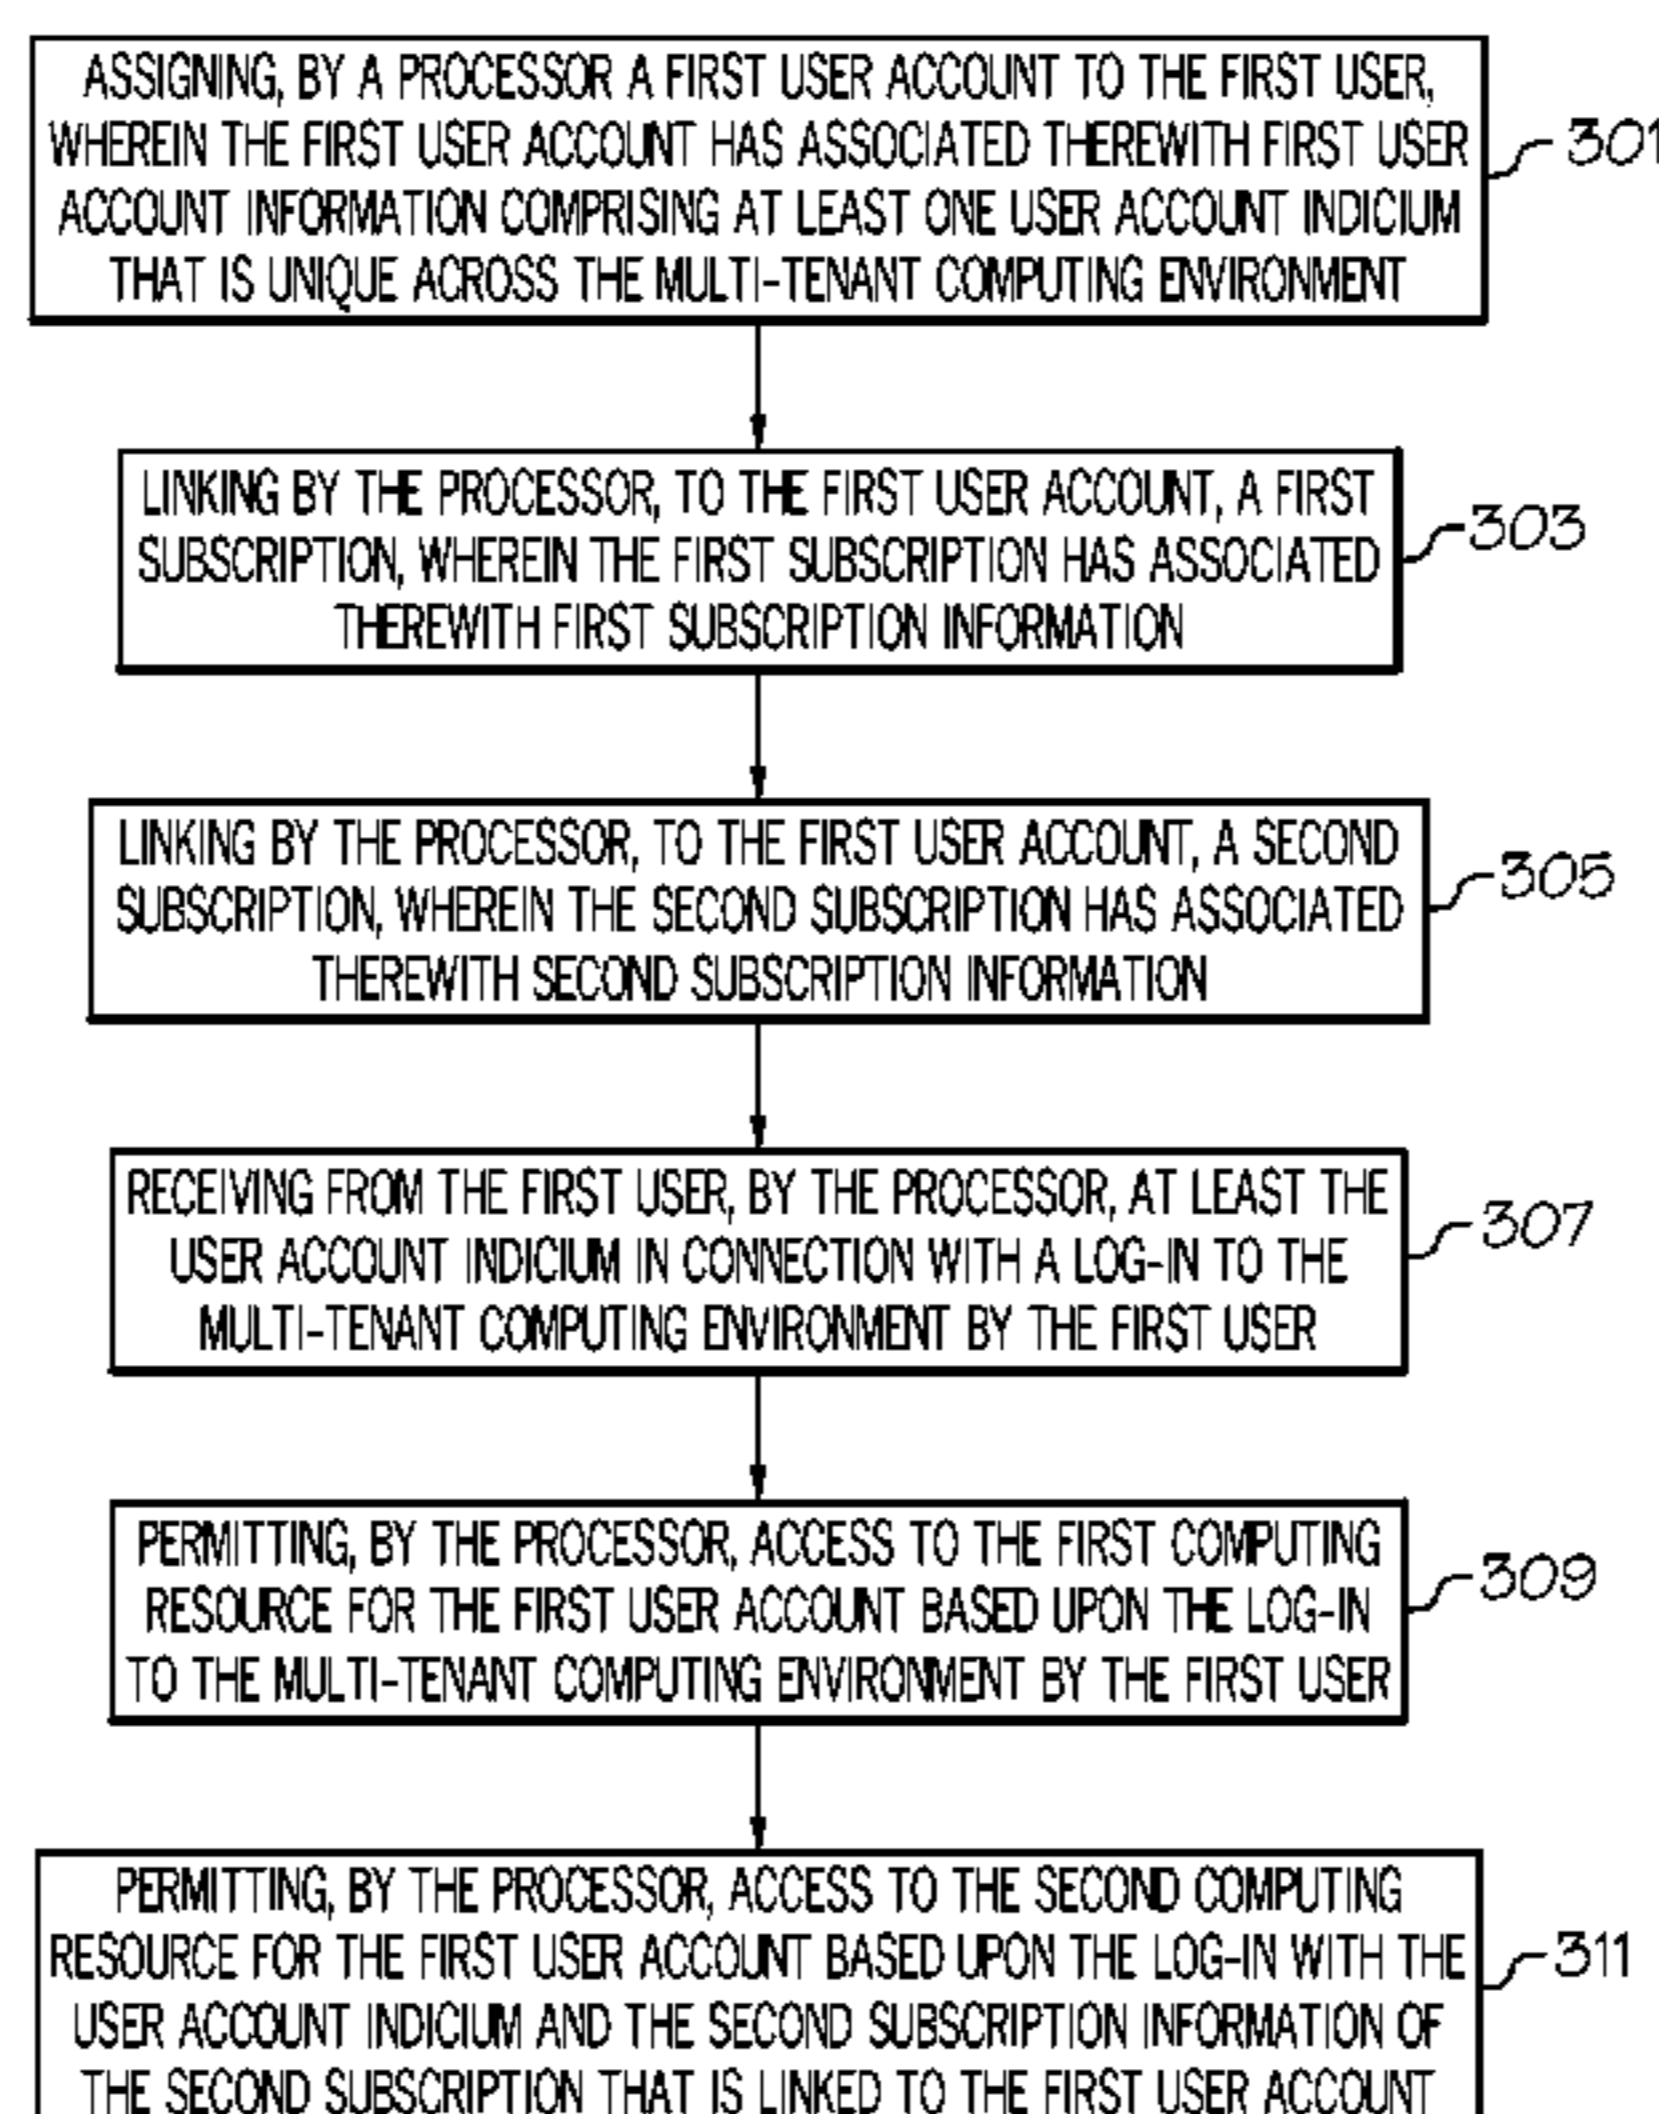 ASSIGNING, BY A PROCESSOR A FIRST USER ACCOUNT TO THE FIRST USER,
WHEREIN THE FIRST USER ACCOUNT HAS ASSOCIATED THEREWITH FIRST USER
ACCOUNT INFORMATION COMPRISING AT LEAST ONE USER ACCOUNT INDICIUM
THAT IS UNIQUE ACROSS THE MULTI-TENANT COMPUTING ENVIRONMENT
301
LINKING BY THE PROCESSOR, TO THE FIRST USER ACCOUNT, A FIRST
SUBSCRIPTION, WHEREIN THE FIRST SUBSCRIPTION HAS ASSOCIATED
THEREWITH FIRST SUBSCRIPTION INFORMATION
303
LINKING BY THE PROCESSOR, TO THE FIRST USER ACCOUNT, A SECOND
SUBSCRIPTION, WHEREIN THE SECOND SUBSCRIPTION HAS ASSOCIATED
THEREWITH SECOND SUBSCRIPTION INFORMATION
305
RECEIVING FROM THE FIRST USER, BY THE PROCESSOR, AT LEAST THE
USER ACCOUNT INDICIUM IN CONNECTION WITH A LOG-IN TO THE
MULTI-TENANT COMPUTING ENVIRONMENT BY THE FIRST USER
307
PERMITTING, BY THE PROCESSOR, ACCESS TO THE FIRST COMPUTING
RESOURCE FOR THE FIRST USER ACCOUNT BASED UPON THE LOG-IN
TO THE MULTI-TENANT COMPUTING ENVIRONMENT BY THE FIRST USER
309
PERMITTING, BY THE PROCESSOR, ACCESS TO THE SECOND COMPUTING
RESOURCE FOR THE FIRST USER ACCOUNT BASED UPON THE LOG-IN WITH THE
USER ACCOUNT INDICIUM AND THE SECOND SUBSCRIPTION INFORMATION OF
THE SECOND SUBSCRIPTION THAT IS LINKED TO THE FIRST USER ACCOUNT
311